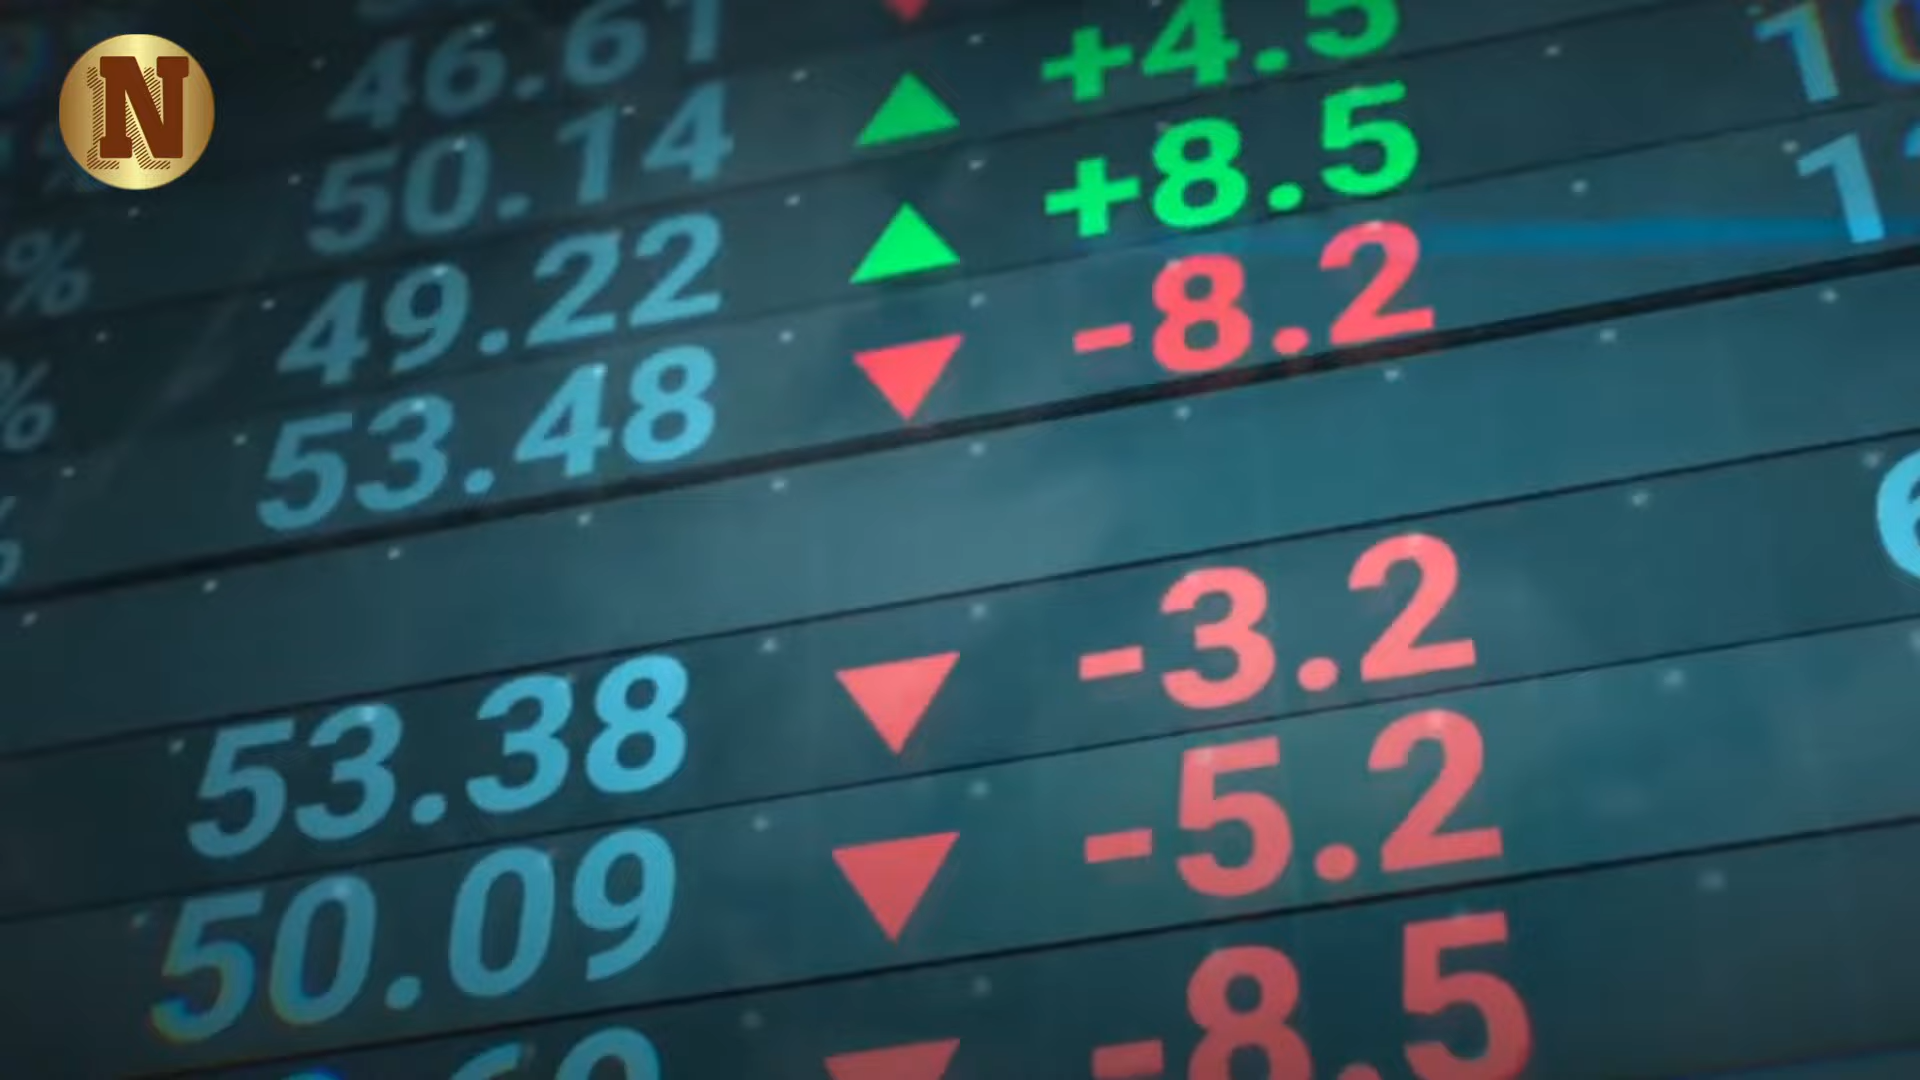 N
46.61
50.14 ▲ +4.5 10
% 49.22 ▲ +8.5
% 53.48 ▼ -8.2
53.38 ▼ -3.2
50.09 ▼ -5.2
▼ -8.5